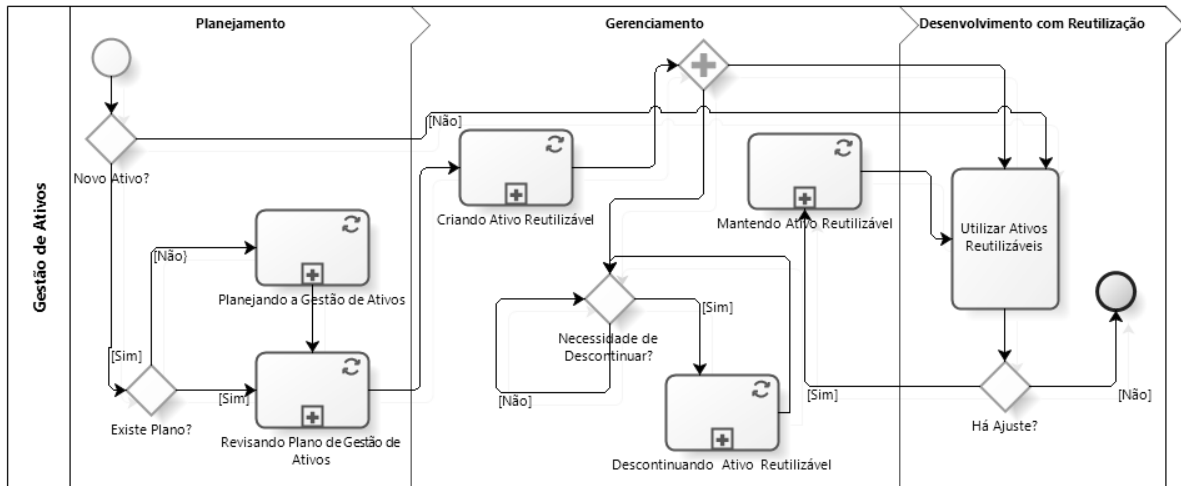 Gestão de Ativos
Planejamento
Gerenciamento
Desenvolvimento com Reutilização
Novo Ativo?
[Não]
[Sim]
Existe Plano?
[Não}
[Sim]
Planejando a Gestão de Ativos
Revisando Plano de Gestão de
Ativos
Criando Ativo Reutilizável
Necessidade de
Descontinuar?
[Não]
[Sim]
Descontinuando Ativo Reutilizável
Mantendo Ativo Reutilizável
Utilizar Ativos
Reutilizáveis
Há Ajuste?
[Sim]
[Não]